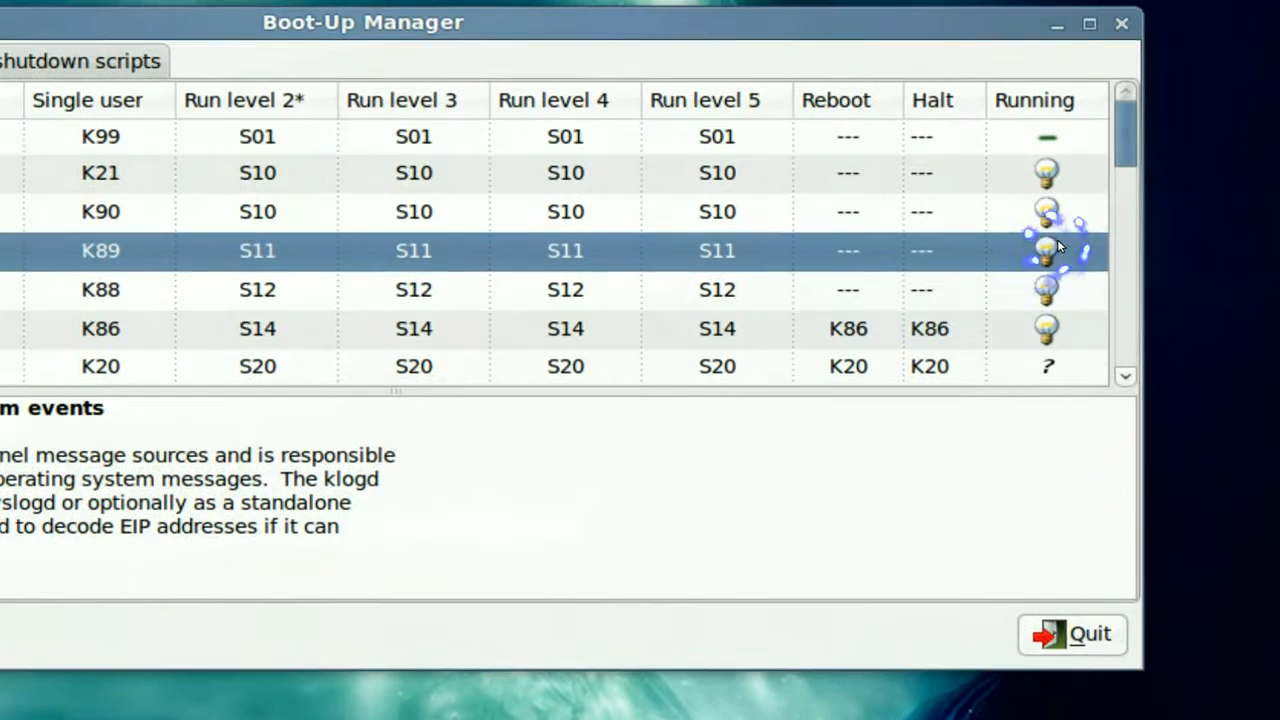 Boot-Up Manager
shutdown scripts
Single user Run level 2* Run level 3 Run level 4 Run level 5 Reboot Halt Running
K99 S01 S01 S01 S01 --- ---
K21 S10 S10 S10 S10 --- ---
K90 S10 S10 S10 S10 --- ---
K89 S11 S11 S11 S11 --- ---
K88 S12 S12 S12 S12 --- ---
K86 S14 S14 S14 S14 K86 K86
K20 S20 S20 S20 S20 K20 K20 ?
m events
nel message sources and is responsible
perating system messages. The klogd
slogd or optionally as a standalone
d to decode EIP addresses if it can
Quit